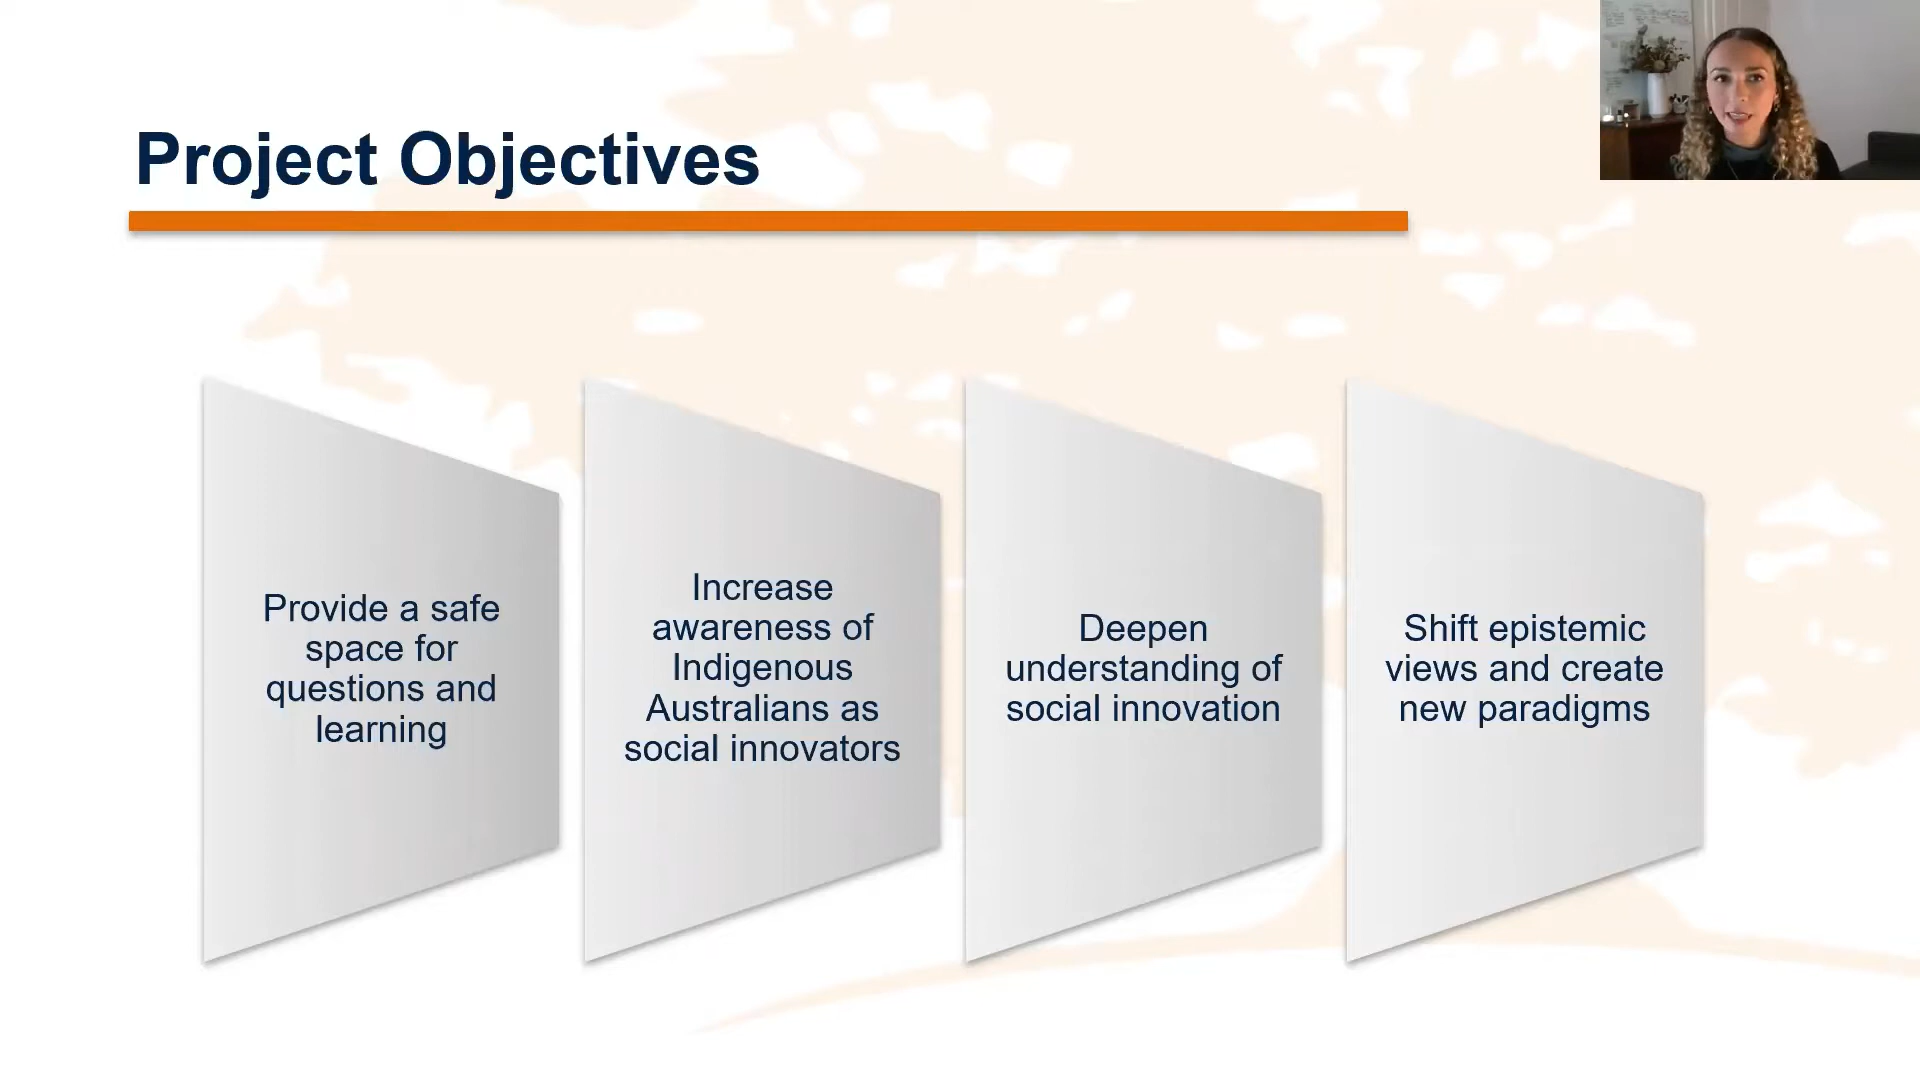 Project Objectives
Provide a safe
space for
questions and
learning
Increase
awareness of
Indigenous
Australians as
social innovators
Deepen
understanding of
social innovation
Shift epistemic
views and create
new paradigms